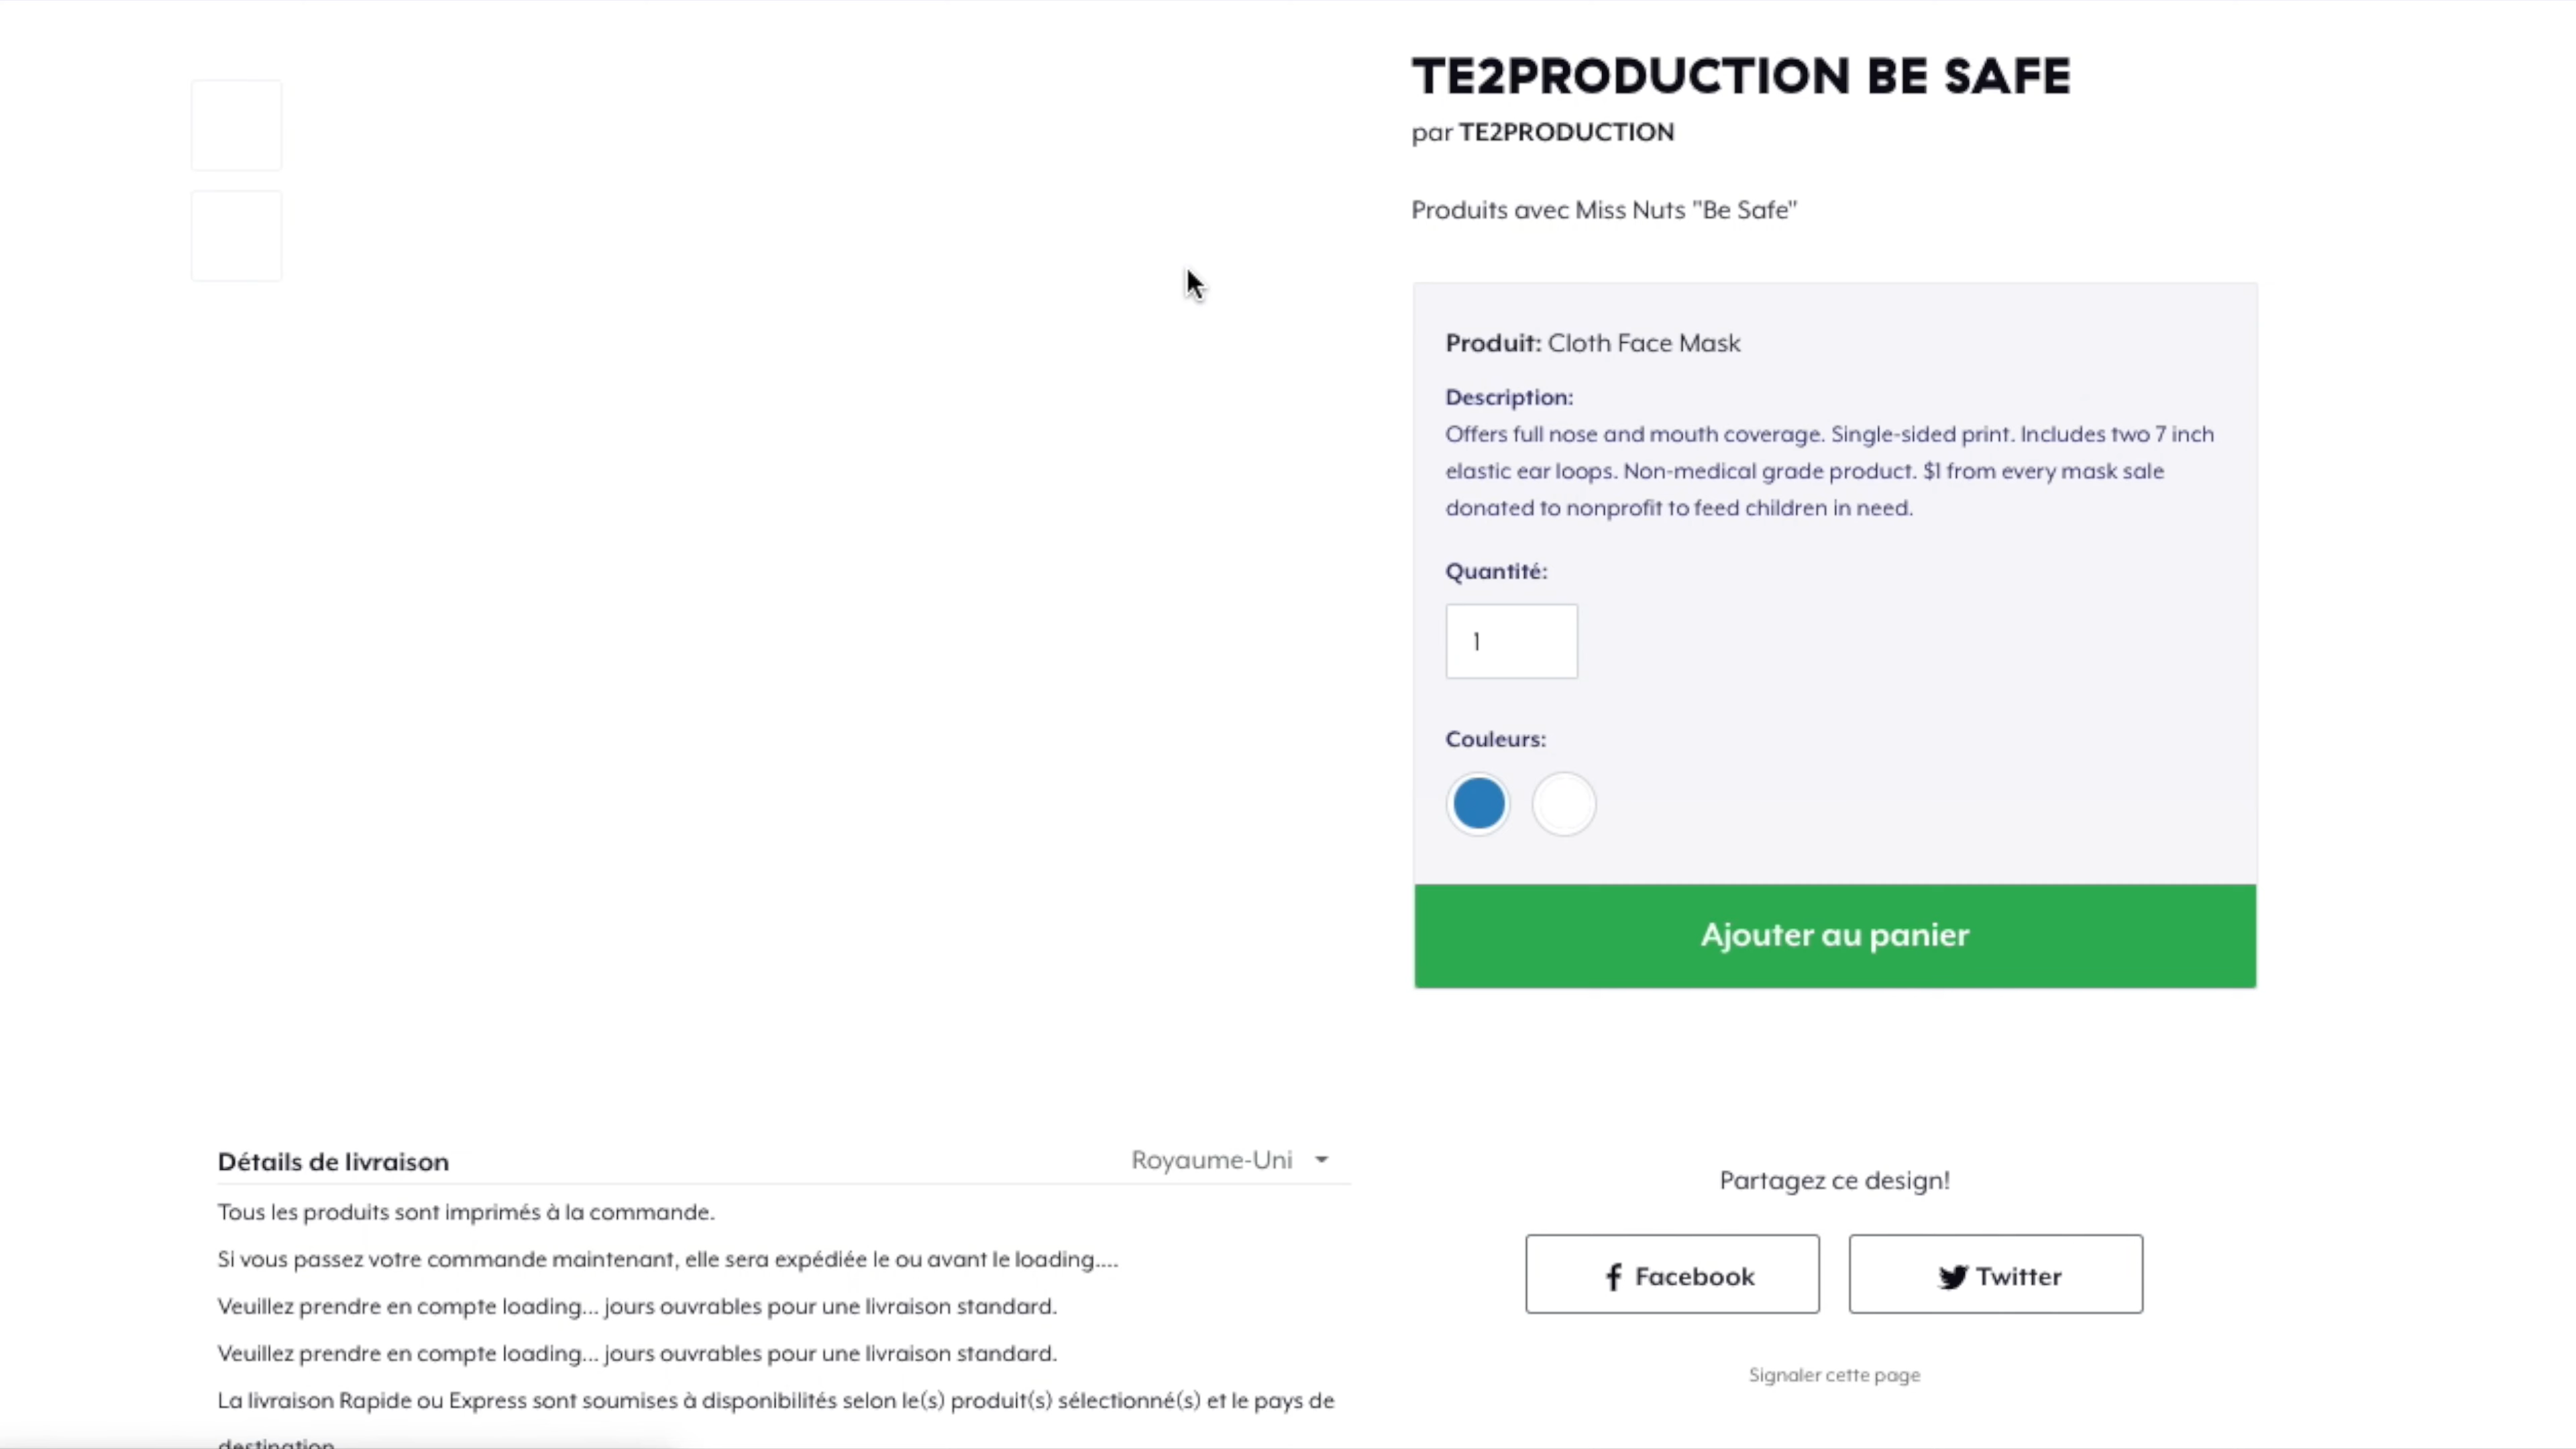 TE2PRODUCTION BE SAFE
par TE2PRODUCTION
Produits avec Miss Nuts "Be Safe"
Produit: Cloth Face Mask
Description:
Offers full nose and mouth coverage. Single-sided print. Includes two 7 inch
elastic ear loops. Non-medical grade product. $1 from every mask sale
donated to nonprofit to feed children in need.
Quantité:
1
Couleurs:
Ajouter au panier
Détails de livraison
Royaume-Uni
Tous les produits sont imprimés à la commande.
Si vous passez votre commande maintenant, elle sera expédiée le ou avant le loading....
Veuillez prendre en compte loading... jours ouvrables pour une livraison standard.
Veuillez prendre en compte loading... jours ouvrables pour une livraison standard.
La livraison Rapide ou Express sont soumises à disponibilités selon le(s) produit(s) sélectionné(s) et le pays de
destination
Partagez ce design!
Facebook
Twitter
Signaler cette page